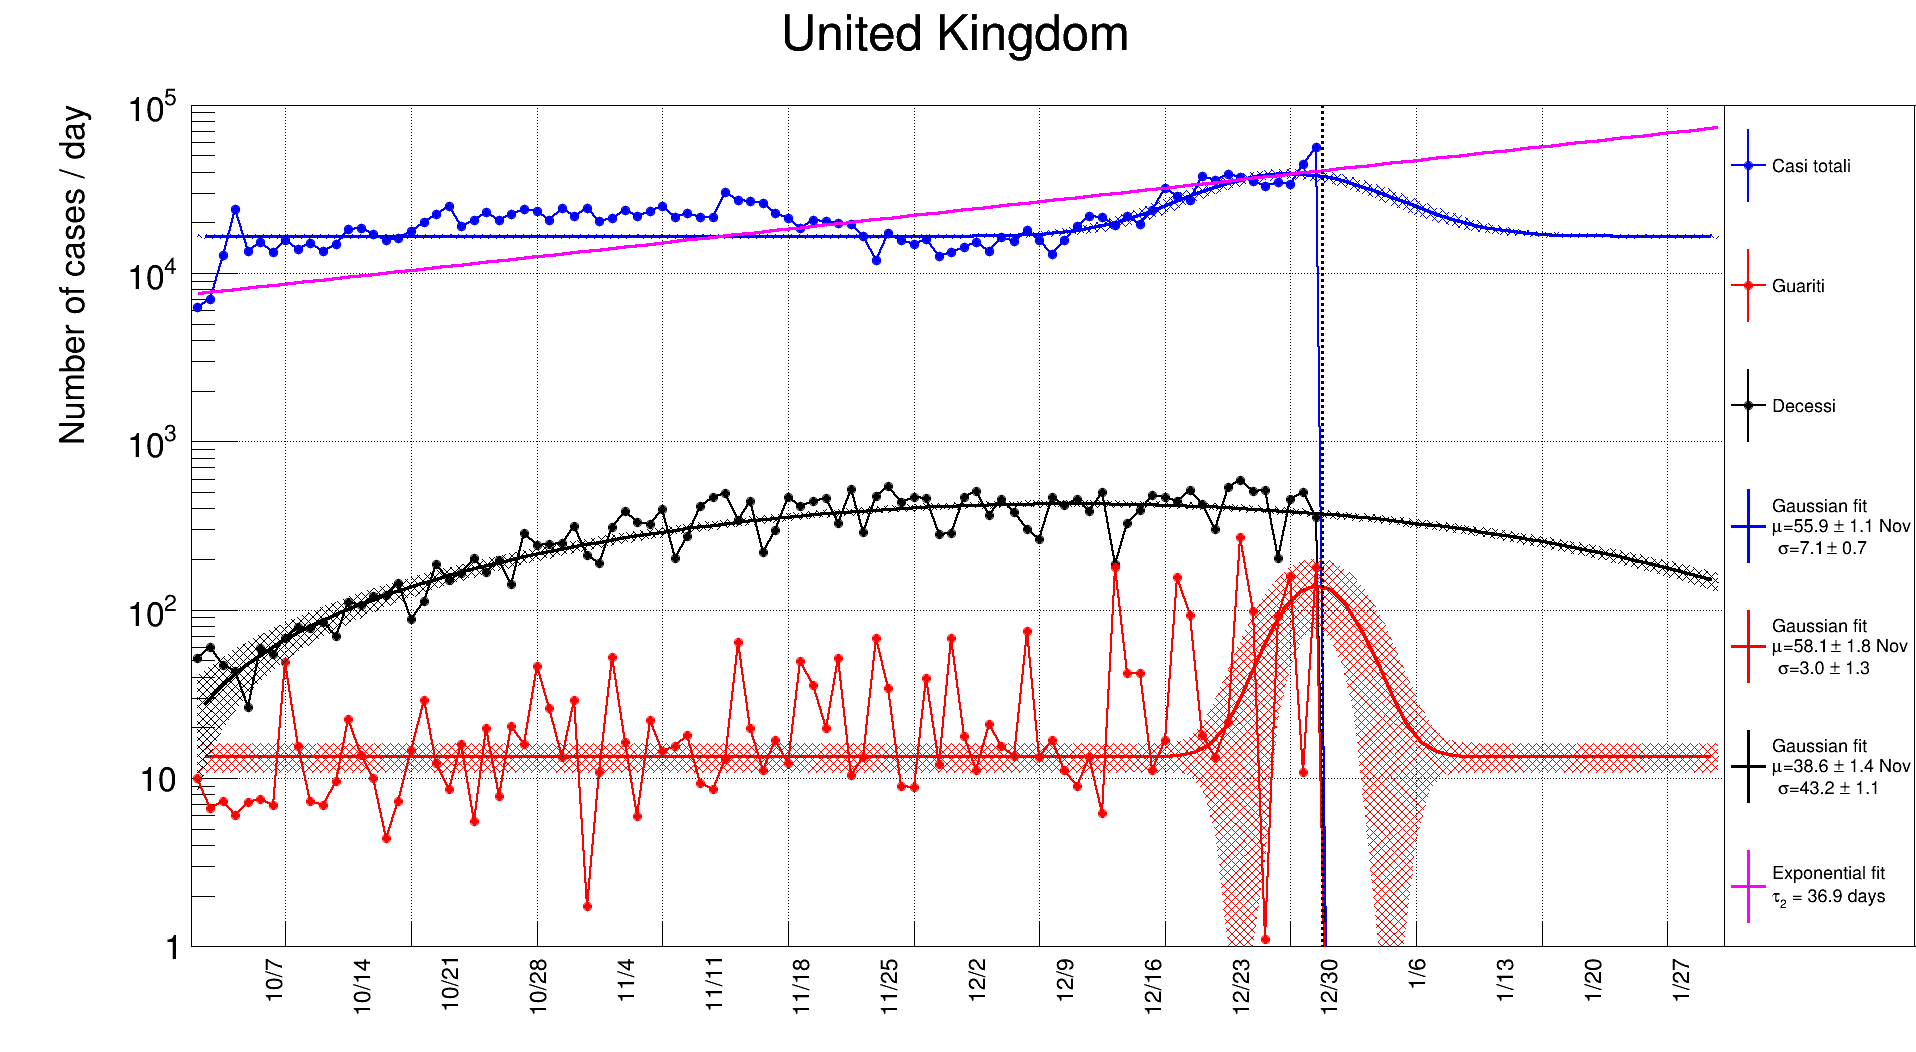 United Kingdom
Number of cases / day
10^5
10^4
10^3
10^2
10
1
10/7
10/14
10/21
10/28
11/4
11/11
11/18
11/25
12/2
12/9
12/16
12/23
12/30
1/6
1/13
1/20
1/27
Casi totali
Guariti
Decessi
Gaussian fit
μ=55.9 ± 1.1 Nov
σ=7.1 ± 0.7
Gaussian fit
μ=58.1 ± 1.8 Nov
σ=3.0 ± 1.3
Gaussian fit
μ=38.6 ± 1.4 Nov
σ=43.2 ± 1.1
Exponential fit
τ₂ = 36.9 days